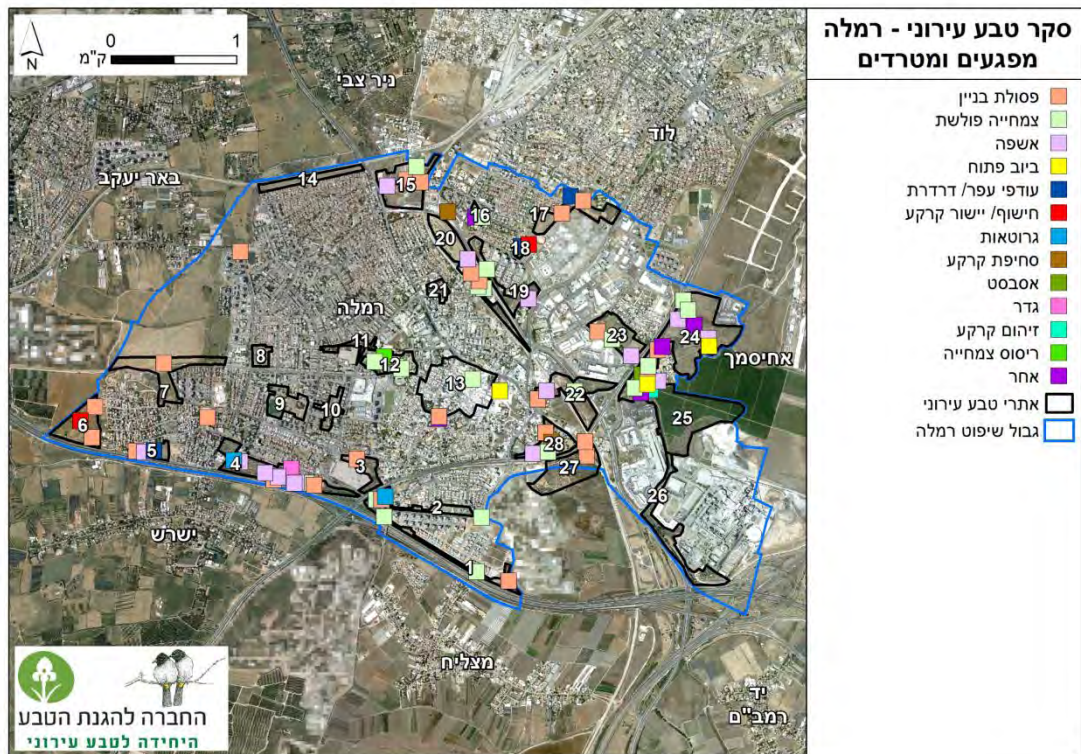 סקר טבע עירוני - רמלה
מפגעים ומטרדים
פסולת בניין
צמחייה פולשת
אשפה
ביוב פתוח
עודפי עפר/ דרדרת
חישוף/ יישור קרקע
גרוטאות
סחיפת קרקע
אסבסט
גדר
זיהום קרקע
ריסוס צמחייה
אחר
אתרי טבע עירוני
גבול שיפוט רמלה
0 1
ק"מ
N
ניר צבי
לוד
באר יעקב
14
15
16
17
20
18
21
19
רמלה
23
24
אחיסמך
11
8
12
13
7
9
10
22
25
6
5
4
3
28
27
26
2
ישרש
1
מצליח
יד
רמב"ם
החברה להגנת הטבע
היחידה לטבע עירוני